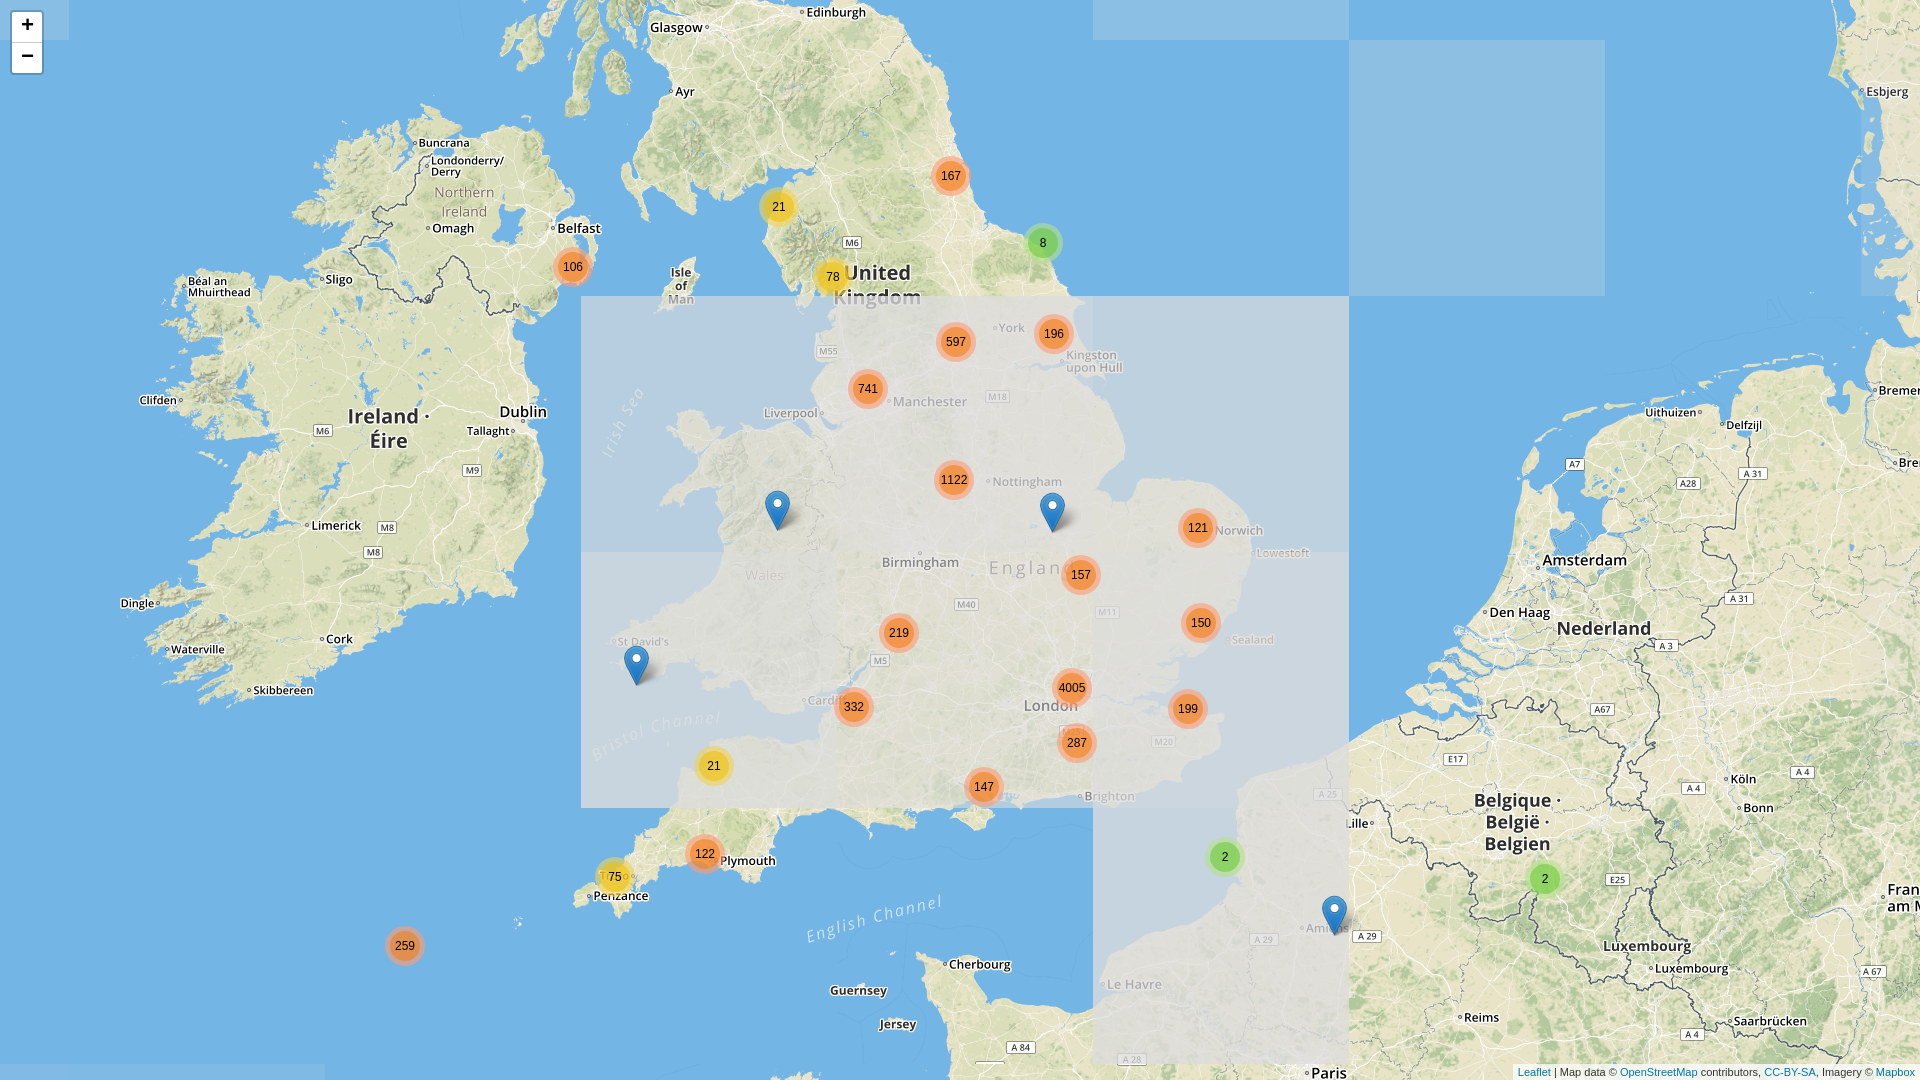 +
−
Edinburgh
Glasgow
Ayr
Esbjerg
Buncrana
Londonderry/
Derry
167
Northern
Ireland
21
Omagh
Belfast
M6
8
106
78
United
Kingdom
Isle
of
Man
Sligo
Béal an
Mhuirthead
York
196
597
M55
Kingston
upon Hull
741
Manchester
M18
Clifden
Liverpool
Irish Sea
Dublin
Ireland ·
Éire
M6
Tallaght
Uithuizen
Delfzijl
M9
A7
A 31
A28
1122
Nottingham
Limerick
M8
121
Norwich
M8
Lowestoft
Birmingham
Amsterdam
Wales
157
Dingle
M40
M11
A 31
Den Haag
150
219
Nederland
Cork
St David's
Sealand
Waterville
A 3
M5
Skibbereen
4005
Cardiff
332
London
199
A67
Bristol Channel
287
M20
E17
21
A 4
Köln
147
A 25
A 4
Brighton
Belgique ·
België ·
Belgien
Bonn
Lille
122
Plymouth
2
75
2
E25
Penzance
English Channel
A 29
A 29
259
Luxembourg
Cherbourg
Luxembourg
A 67
Le Havre
Guernsey
Reims
Jersey
Saarbrücken
A 84
A 4
A 28
Paris
Leaflet | Map data © OpenStreetMap contributors, CC-BY-SA, Imagery © Mapbox